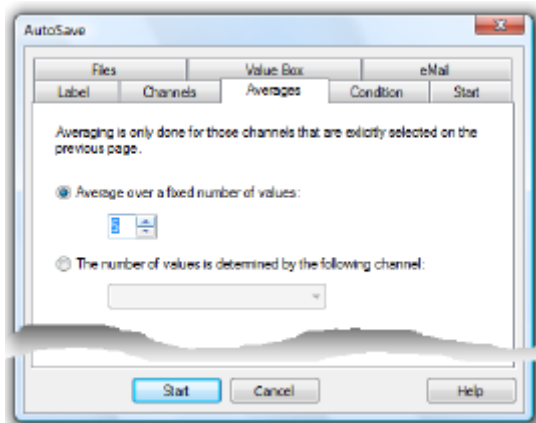 AutoSave
Files Value Box eMail
Label Channels Averages Condition Start
Averaging is only done for those channels that are exlicitly selected on the
previous page.
Average over a fixed number of values:
5
The number of values is determined by the following channel:
Start Cancel Help